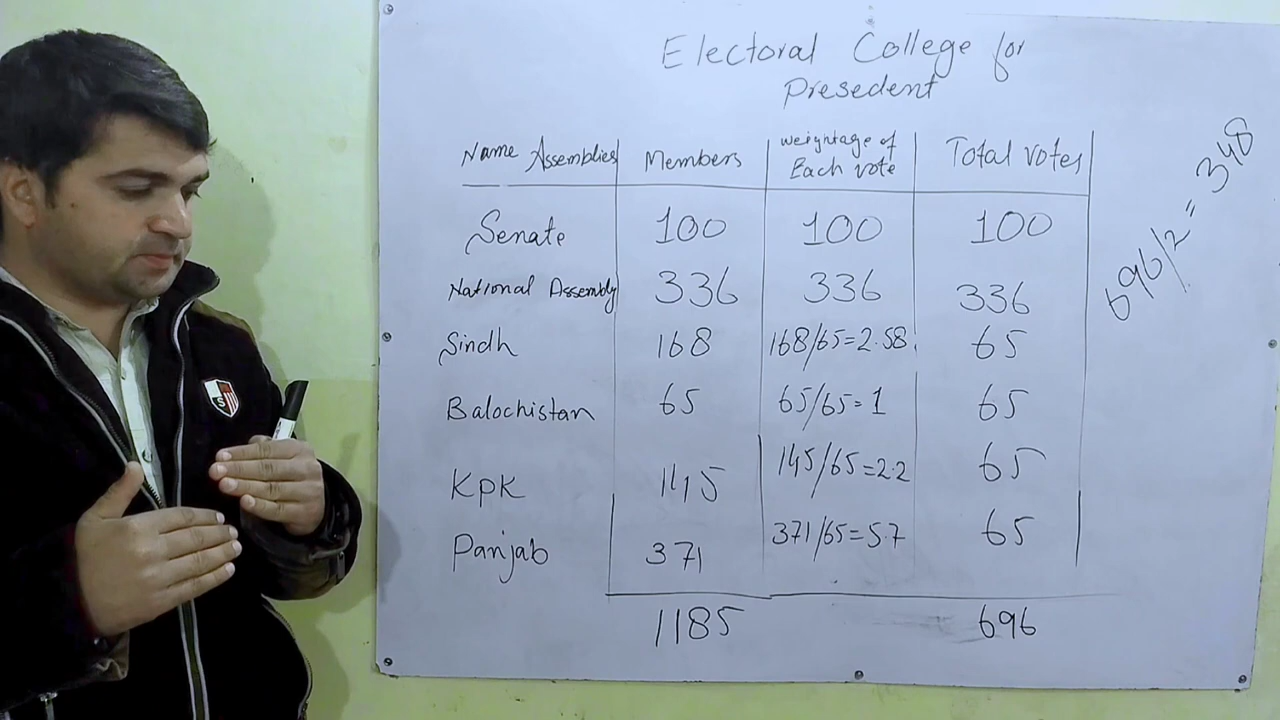 Electoral College for
Presedent
Name Assemblies Members weightage of Each vote Total votes
Senate 100 100 100
National Assembly 336 336 336
Sindh 168 168/65=2.58 65
Balochistan 65 65/65=1 65
KPK 145 145/65=2.2 65
Panjab 371 371/65=5.7 65
1185 696
696/2=348
S